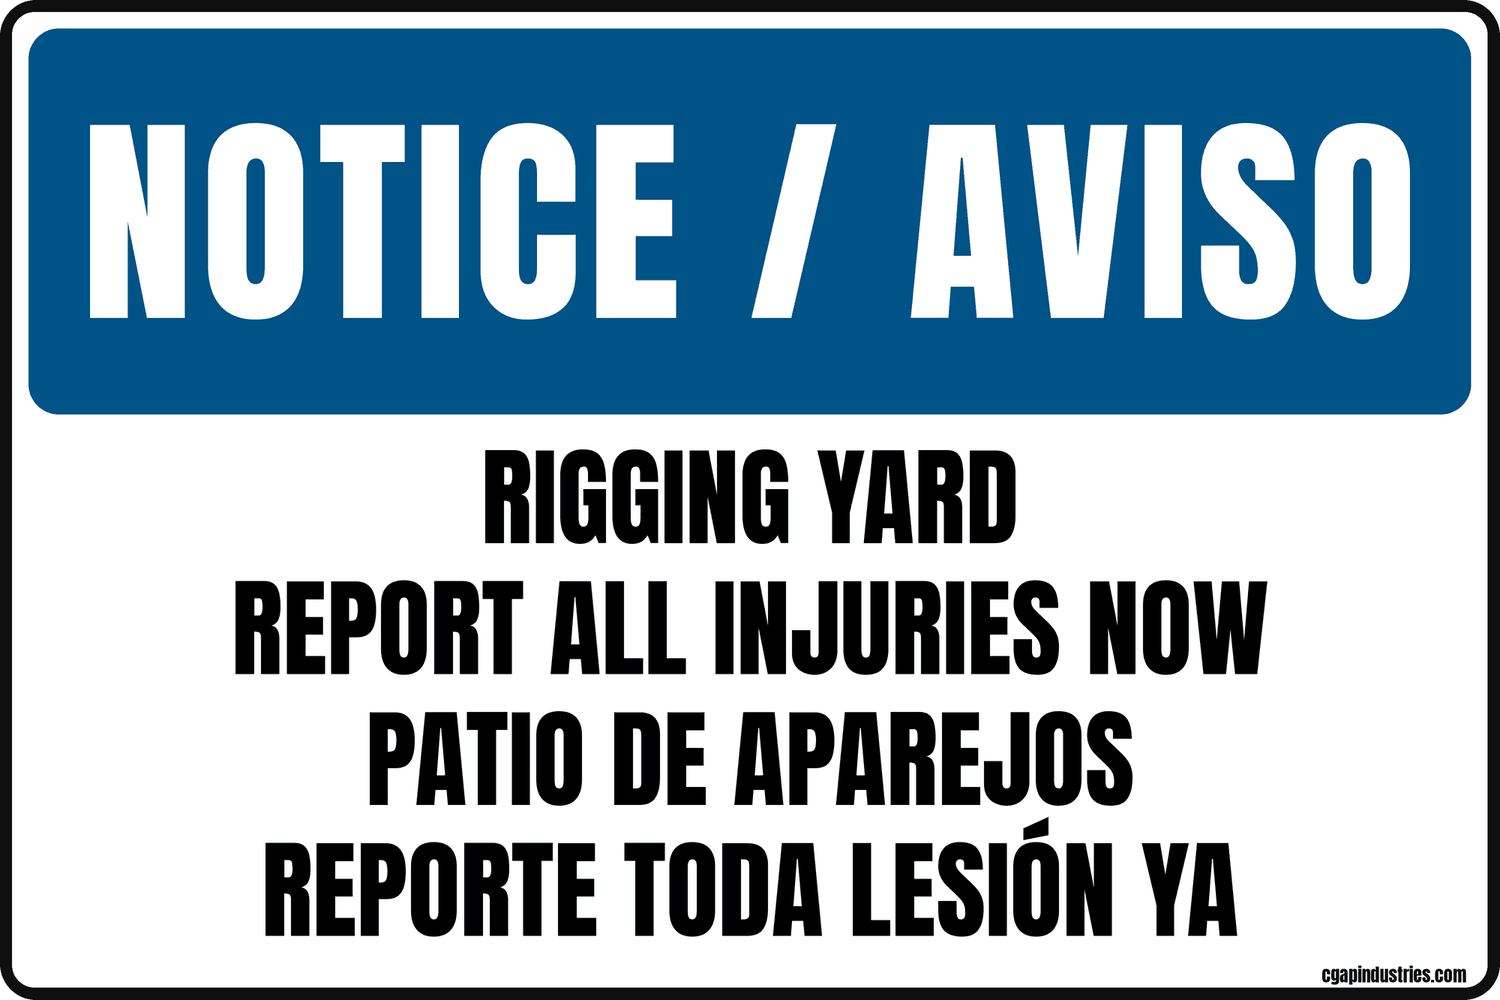 NOTICE / AVISO
RIGGING YARD
REPORT ALL INJURIES NOW
PATIO DE APAREJOS
REPORTE TODA LESIÓN YA
cgapindustries.com